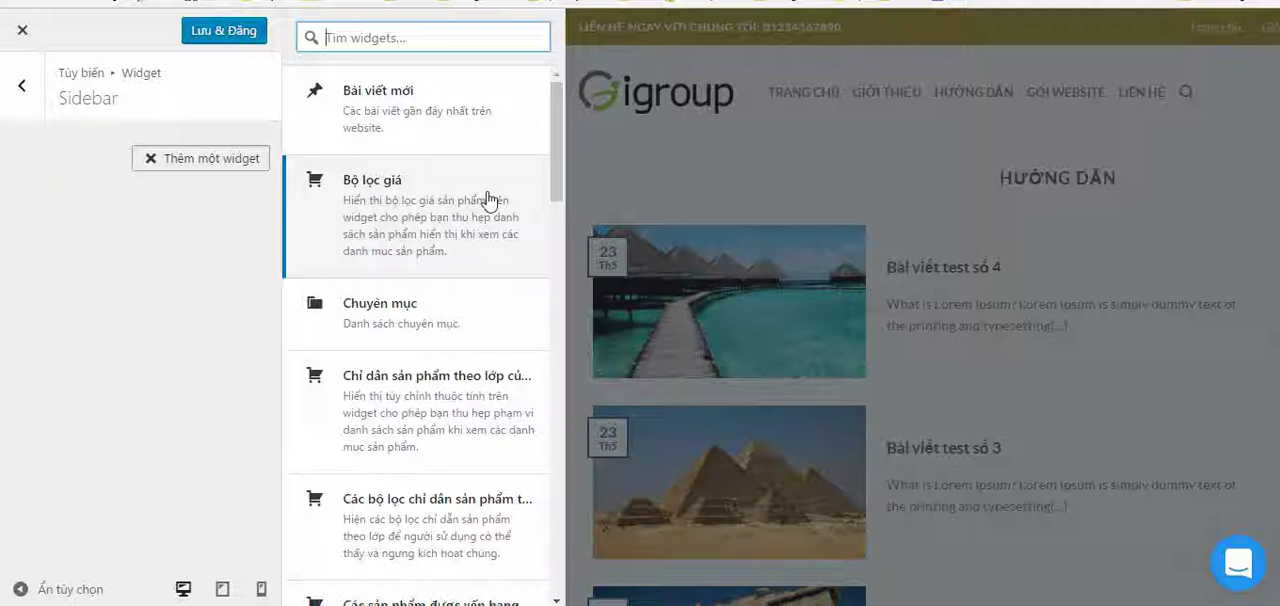 Lưu & Đăng
Tùy biến ▸ Widget
Sidebar
Thêm một widget
Ẩn tùy chọn
Tìm widgets...
Bài viết mới
Các bài viết gần đây nhất trên
website.
Bộ lọc giá
Hiển thị bộ lọc giá sản phẩm trên
widget cho phép bạn thu hẹp danh
sách sản phẩm hiển thị khi xem các
danh mục sản phẩm.
Chuyên mục
Danh sách chuyên mục.
Chỉ dẫn sản phẩm theo lớp củ...
Hiển thị tùy chỉnh thuộc tính trên
widget cho phép bạn thu hẹp phạm vi
danh sách sản phẩm khi xem các danh
mục sản phẩm.
Các bộ lọc chỉ dẫn sản phẩm t...
Hiện các bộ lọc chỉ dẫn sản phẩm
theo lớp để người sử dụng có thể
thấy và ngưng kích hoạt chúng.
LIÊN HỆ NGAY VỚI CHÚNG TÔI: 01234567890
Gigroup
TRANG CHỦ GIỚI THIỆU HƯỚNG DẪN GÓI WEBSITE LIÊN HỆ
HƯỚNG DẪN
23
Th5
Bài viết test số 4
What is Lorem Ipsum? Lorem Ipsum is simply dummy text of
the printing and typesetting[...]
23
Th5
Bài viết test số 3
What is Lorem Ipsum? Lorem Ipsum is simply dummy text of
the printing and typesetting[...]